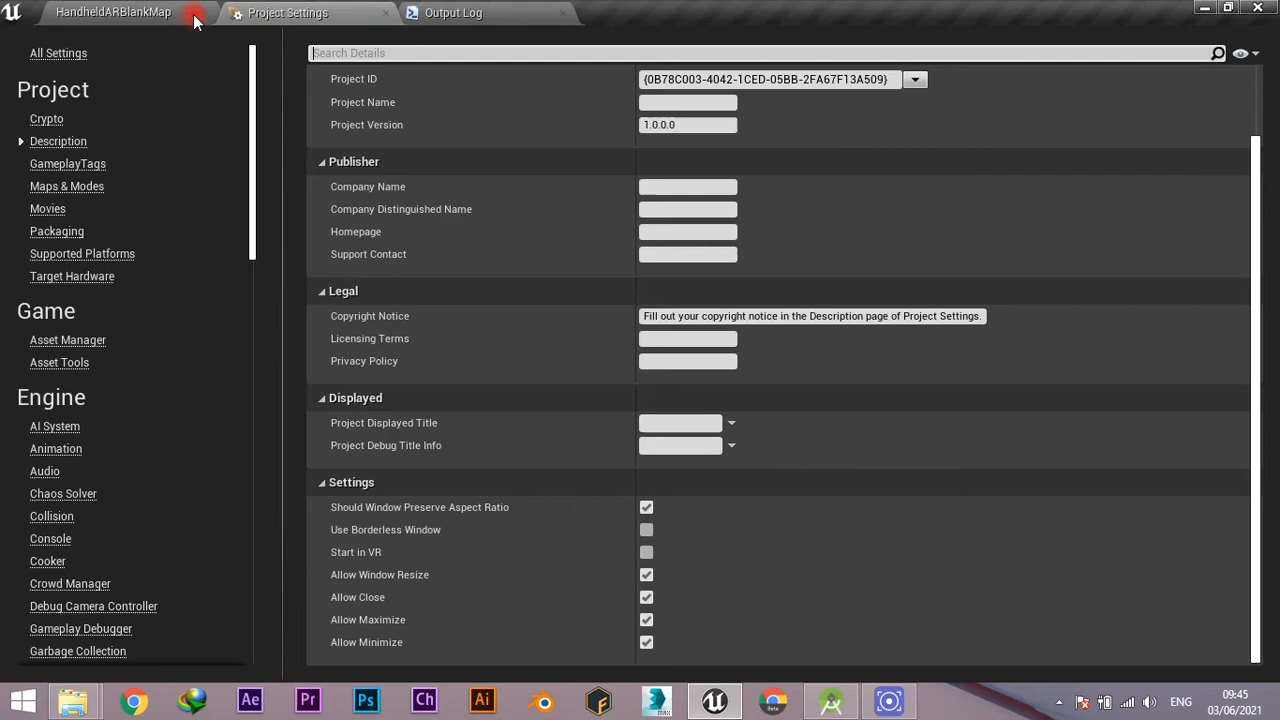 HandheldARBlankMap
Project Settings
Output Log
All Settings
Search Details
Project
Crypto
Description
GameplayTags
Maps & Modes
Movies
Packaging
Supported Platforms
Target Hardware
Game
Asset Manager
Asset Tools
Engine
AI System
Animation
Audio
Chaos Solver
Collision
Console
Cooker
Crowd Manager
Debug Camera Controller
Gameplay Debugger
Garbage Collection
Project ID
{0B78C003-4042-1CED-05BB-2FA67F13A509}
Project Name
Project Version
1.0.0.0
Publisher
Company Name
Company Distinguished Name
Homepage
Support Contact
Legal
Copyright Notice
Fill out your copyright notice in the Description page of Project Settings.
Licensing Terms
Privacy Policy
Displayed
Project Displayed Title
Project Debug Title Info
Settings
Should Window Preserve Aspect Ratio
Use Borderless Window
Start in VR
Allow Window Resize
Allow Close
Allow Maximize
Allow Minimize
Ae
Pr
Ps
Ch
Ai
MAX
Beta
ENG
09:45
03/06/2021